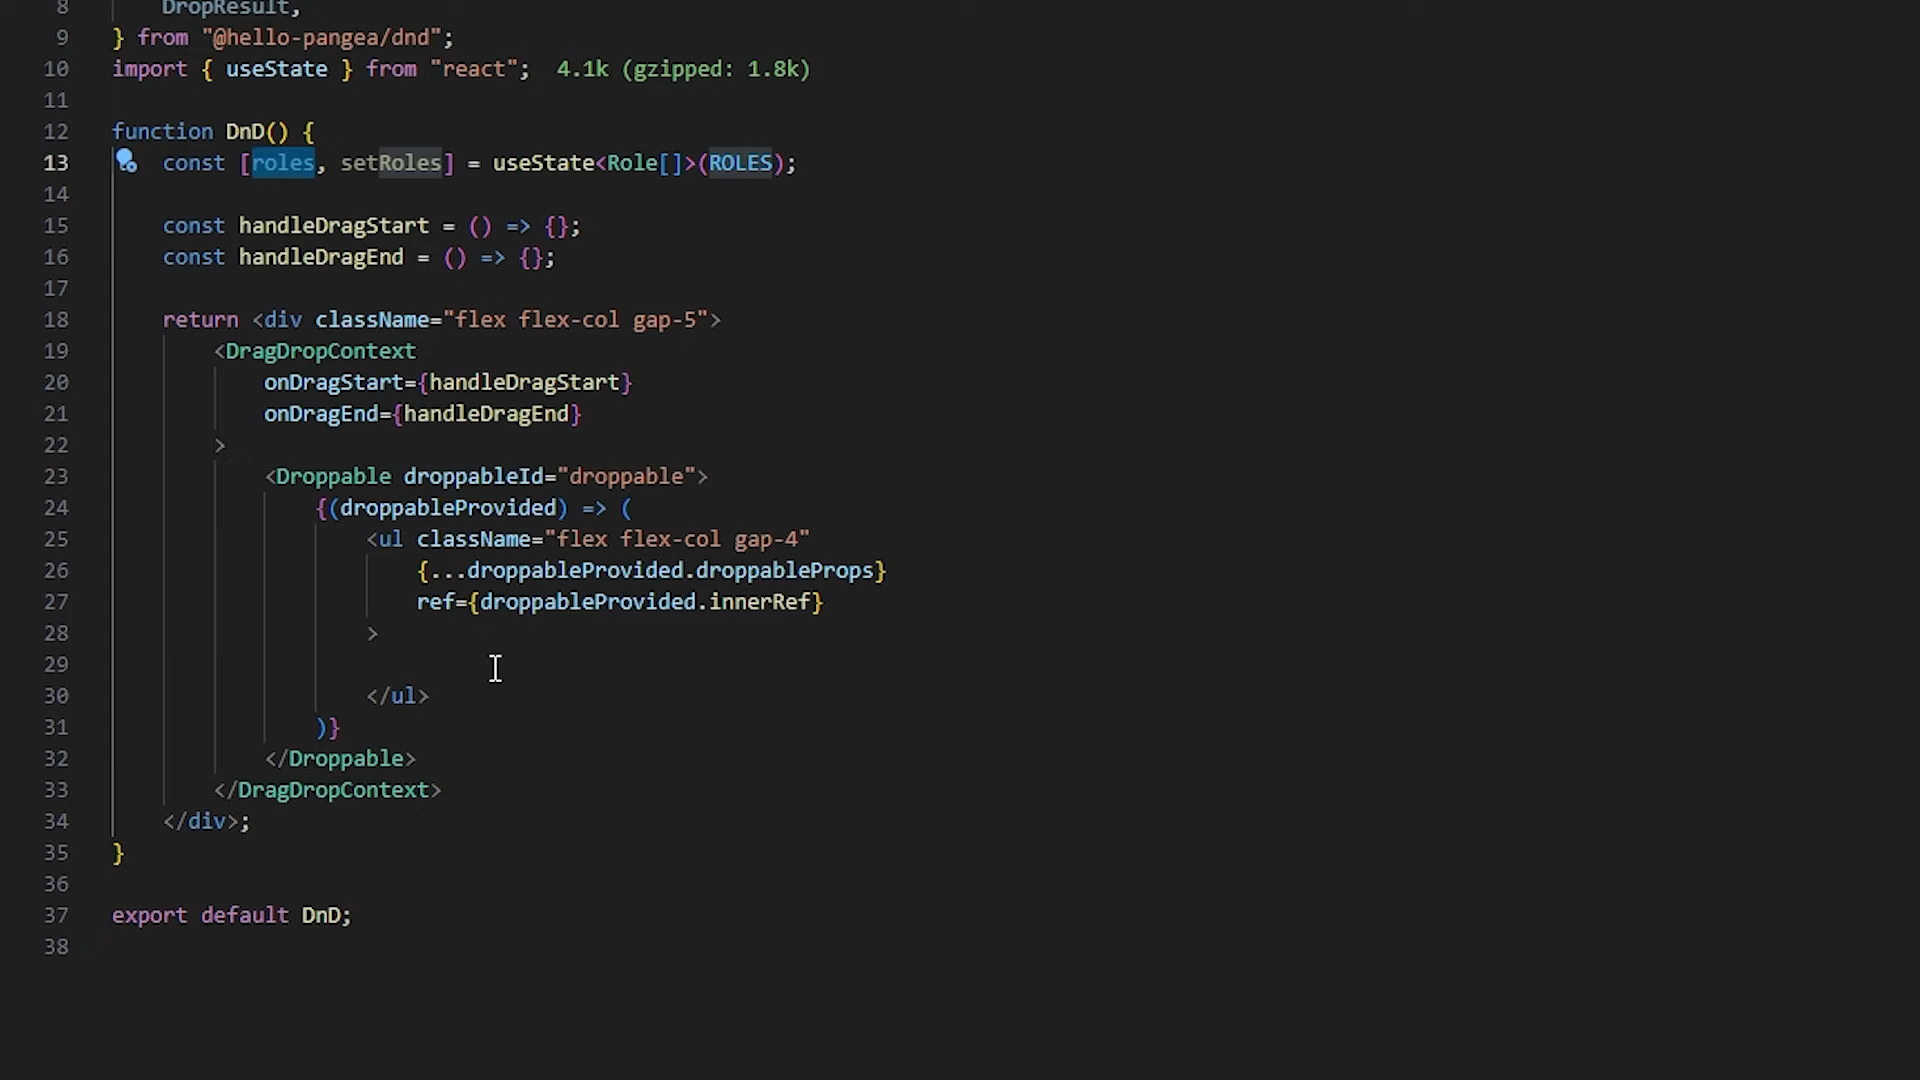 8 DropResult,
9 } from "@hello-pangea/dnd";
10 import { useState } from "react"; 4.1k (gzipped: 1.8k)
11
12 function DnD() {
13 const [roles, setRoles] = useState<Role[]>(ROLES);
14
15 const handleDragStart = () => {};
16 const handleDragEnd = () => {};
17
18 return <div className="flex flex-col gap-5">
19 <DragDropContext
20 onDragStart={handleDragStart}
21 onDragEnd={handleDragEnd}
22 >
23 <Droppable droppableId="droppable">
24 {(droppableProvided) => (
25 <ul className="flex flex-col gap-4"
26 {...droppableProvided.droppableProps}
27 ref={droppableProvided.innerRef}
28 >
29
30 </ul>
31 )}
32 </Droppable>
33 </DragDropContext>
34 </div>;
35 }
36
37 export default DnD;
38